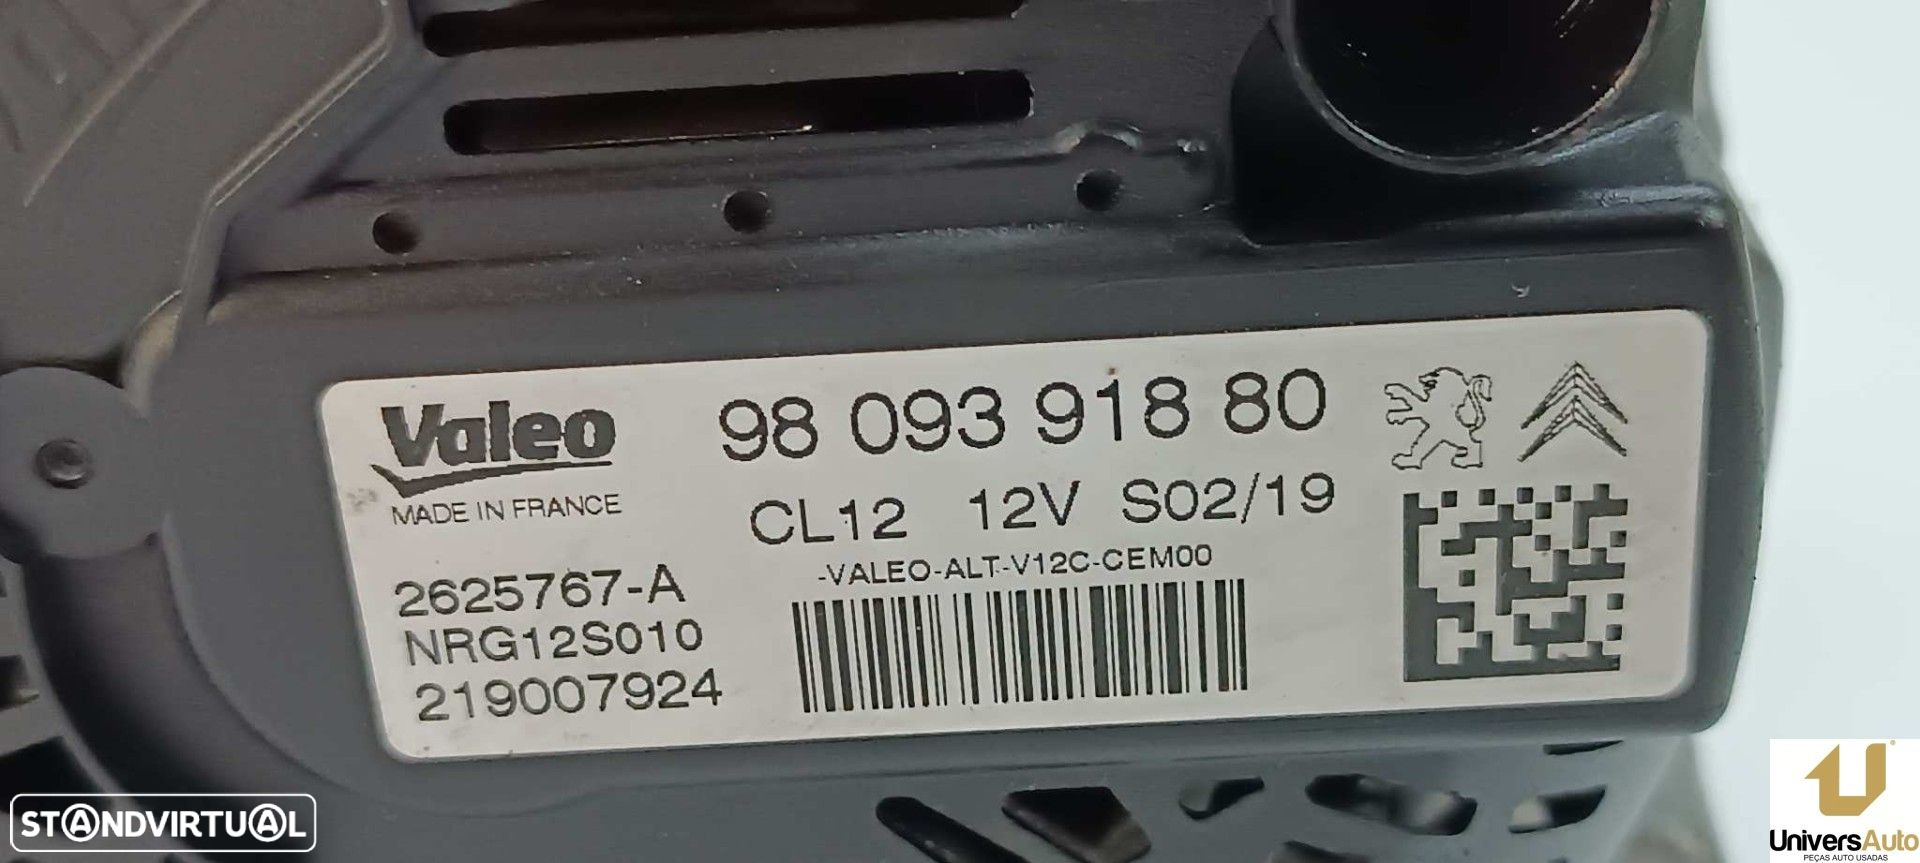 Valeo
MADE IN FRANCE
98 093 918 80
CL12 12V S02/19
-VALEO-ALT-V12C-CEM00
2625767-A
NRG12S010
219007924
STANDVIRTUAL
UniversAuto
PEÇAS AUTO USADAS